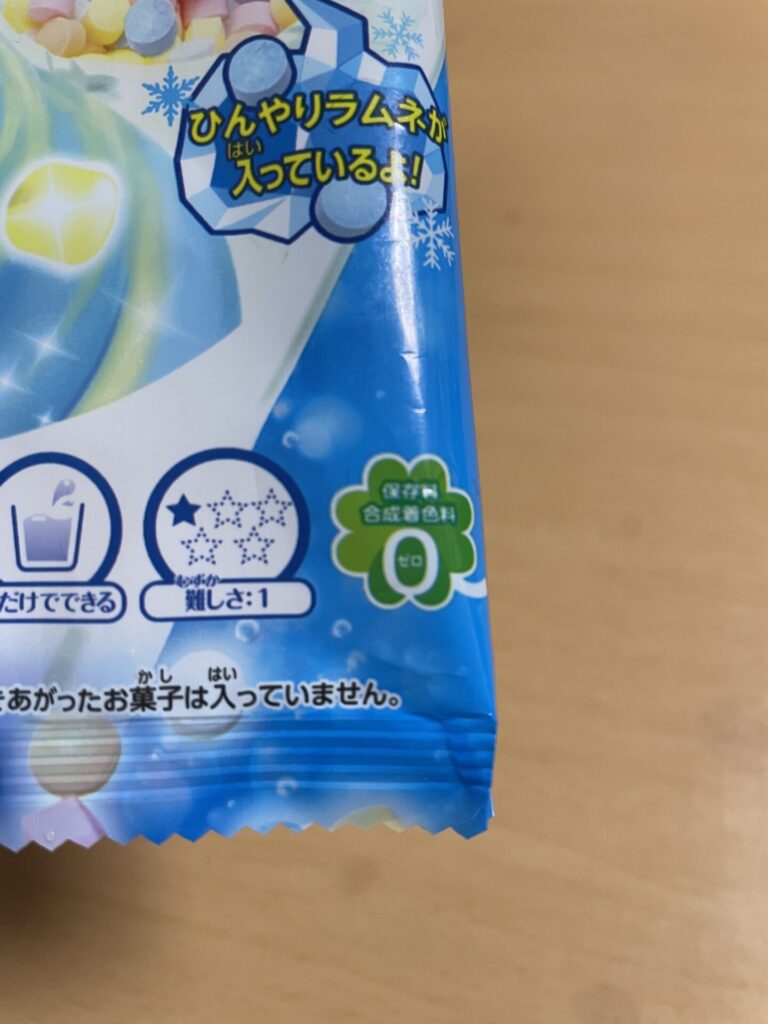 ひんやりラムネが
はい
入っているよ!
保存料
合成着色料
ゼロ
0
だけでできる
むずか
難しさ:1
かし はい
あがったお菓子は入っていません。